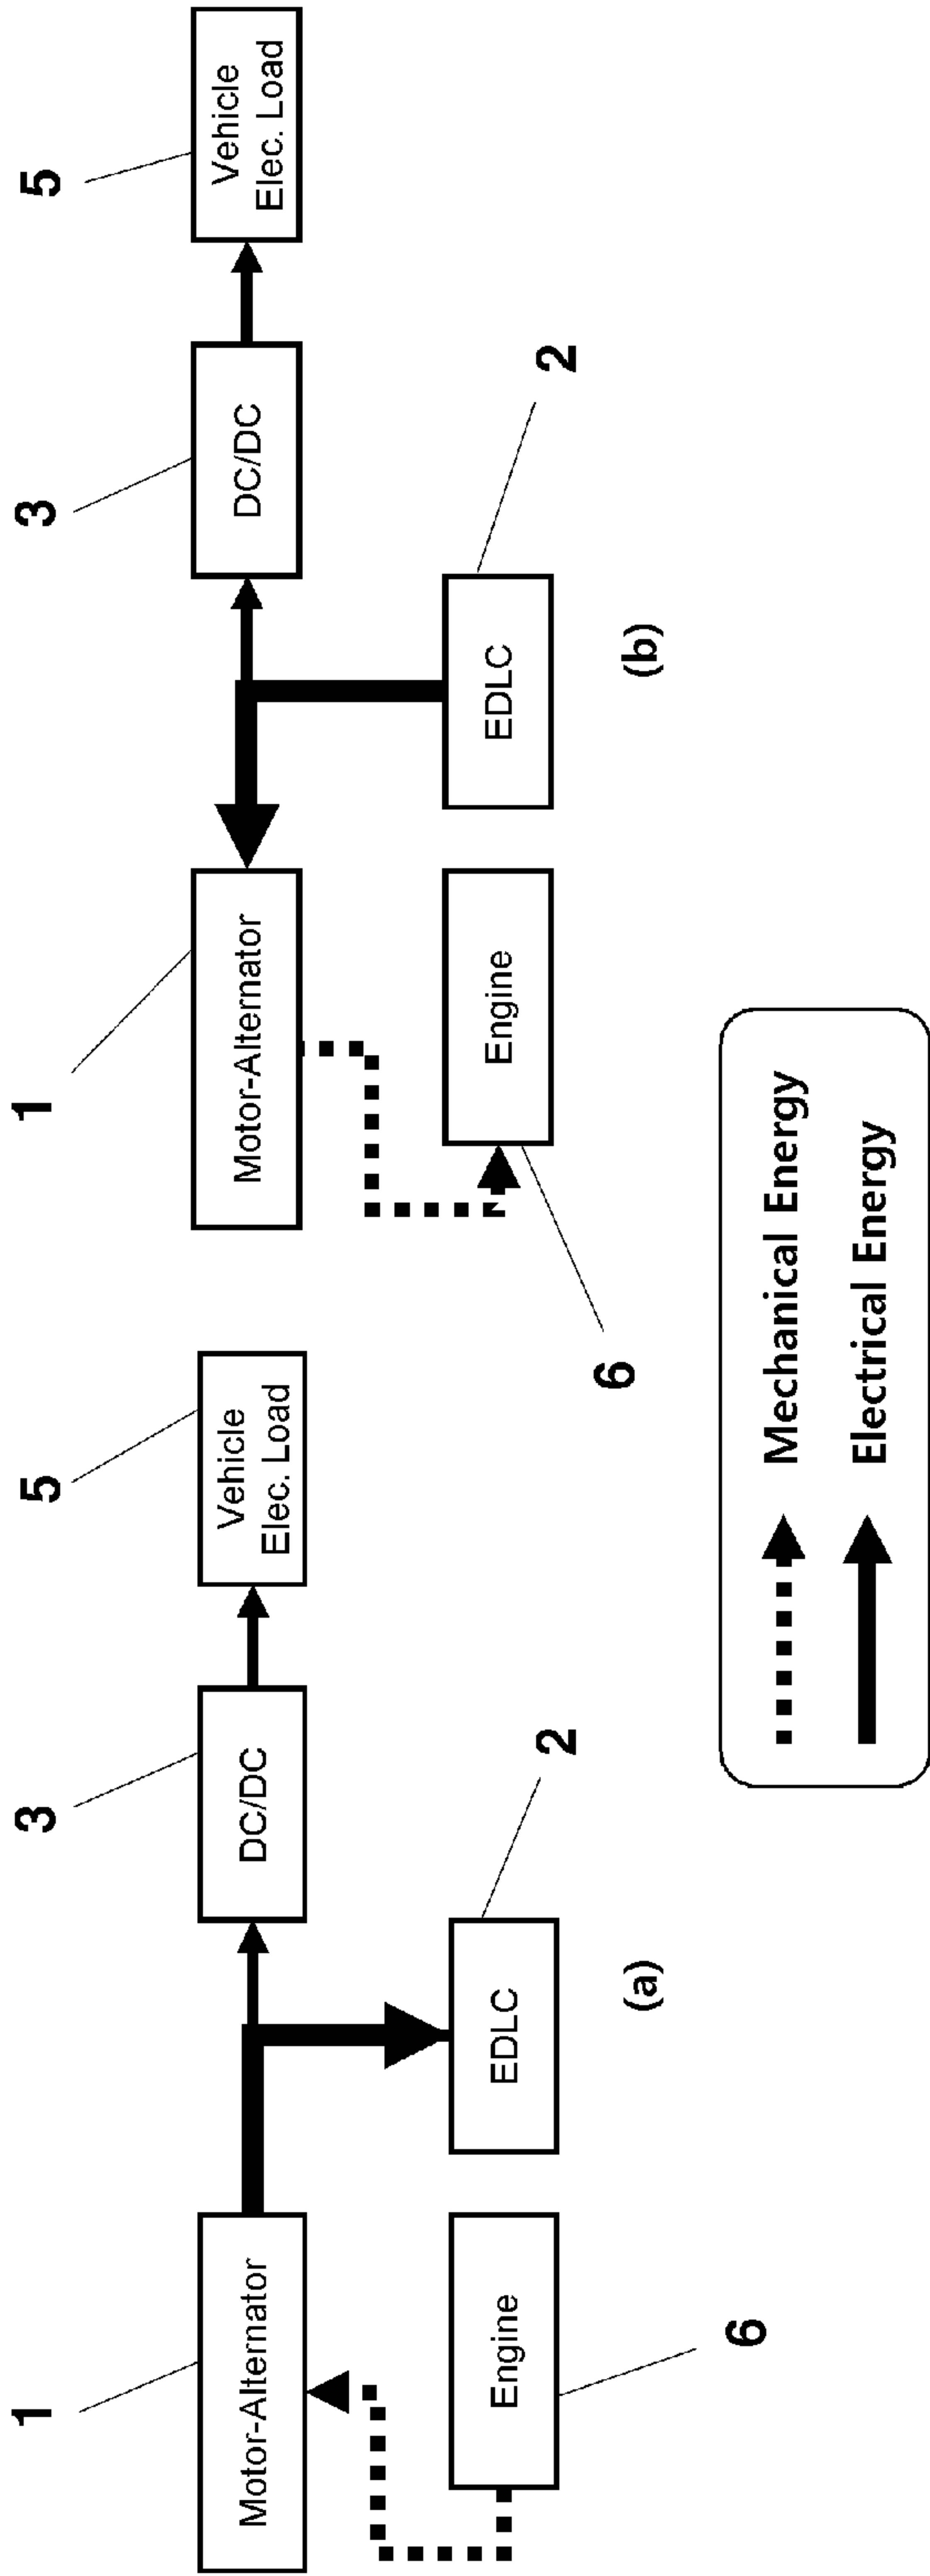 1
3
5
Motor-Alternator
DC/DC
Vehicle
Elec. Load
Engine
EDLC
6
2
(a)
1
3
5
Motor-Alternator
DC/DC
Vehicle
Elec. Load
Engine
EDLC
6
2
(b)
Mechanical Energy
Electrical Energy